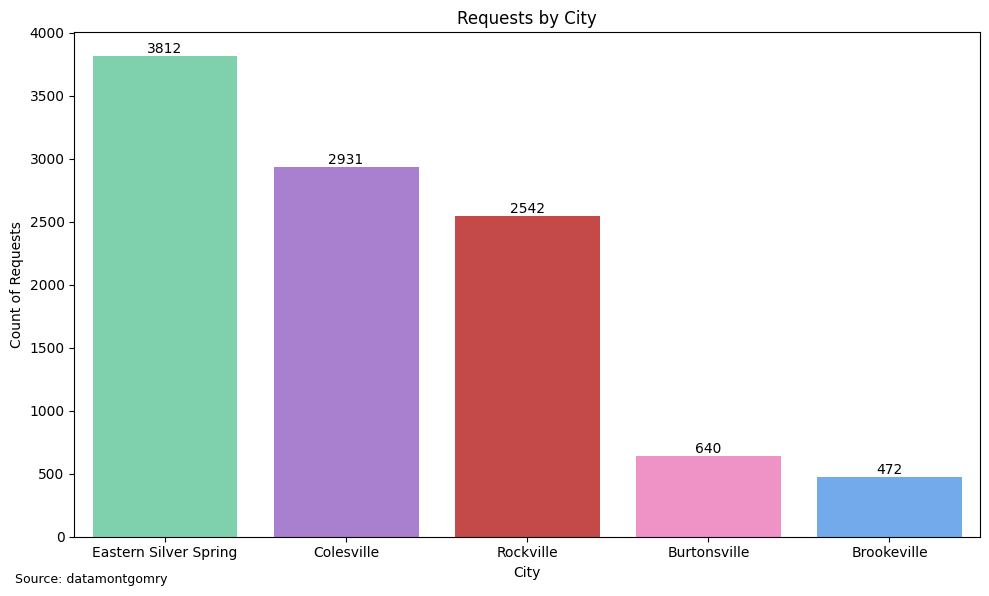 Requests by City
Count of Requests
4000
3500
3000
2500
2000
1500
1000
500
0
3812
2931
2542
640
472
Eastern Silver Spring
Colesville
Rockville
Burtonsville
Brookeville
City
Source: datamontgomry